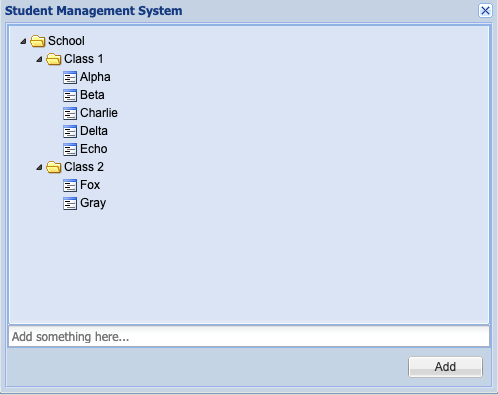 Student Management System
School
Class 1
Alpha
Beta
Charlie
Delta
Echo
Class 2
Fox
Gray
Add something here...
Add